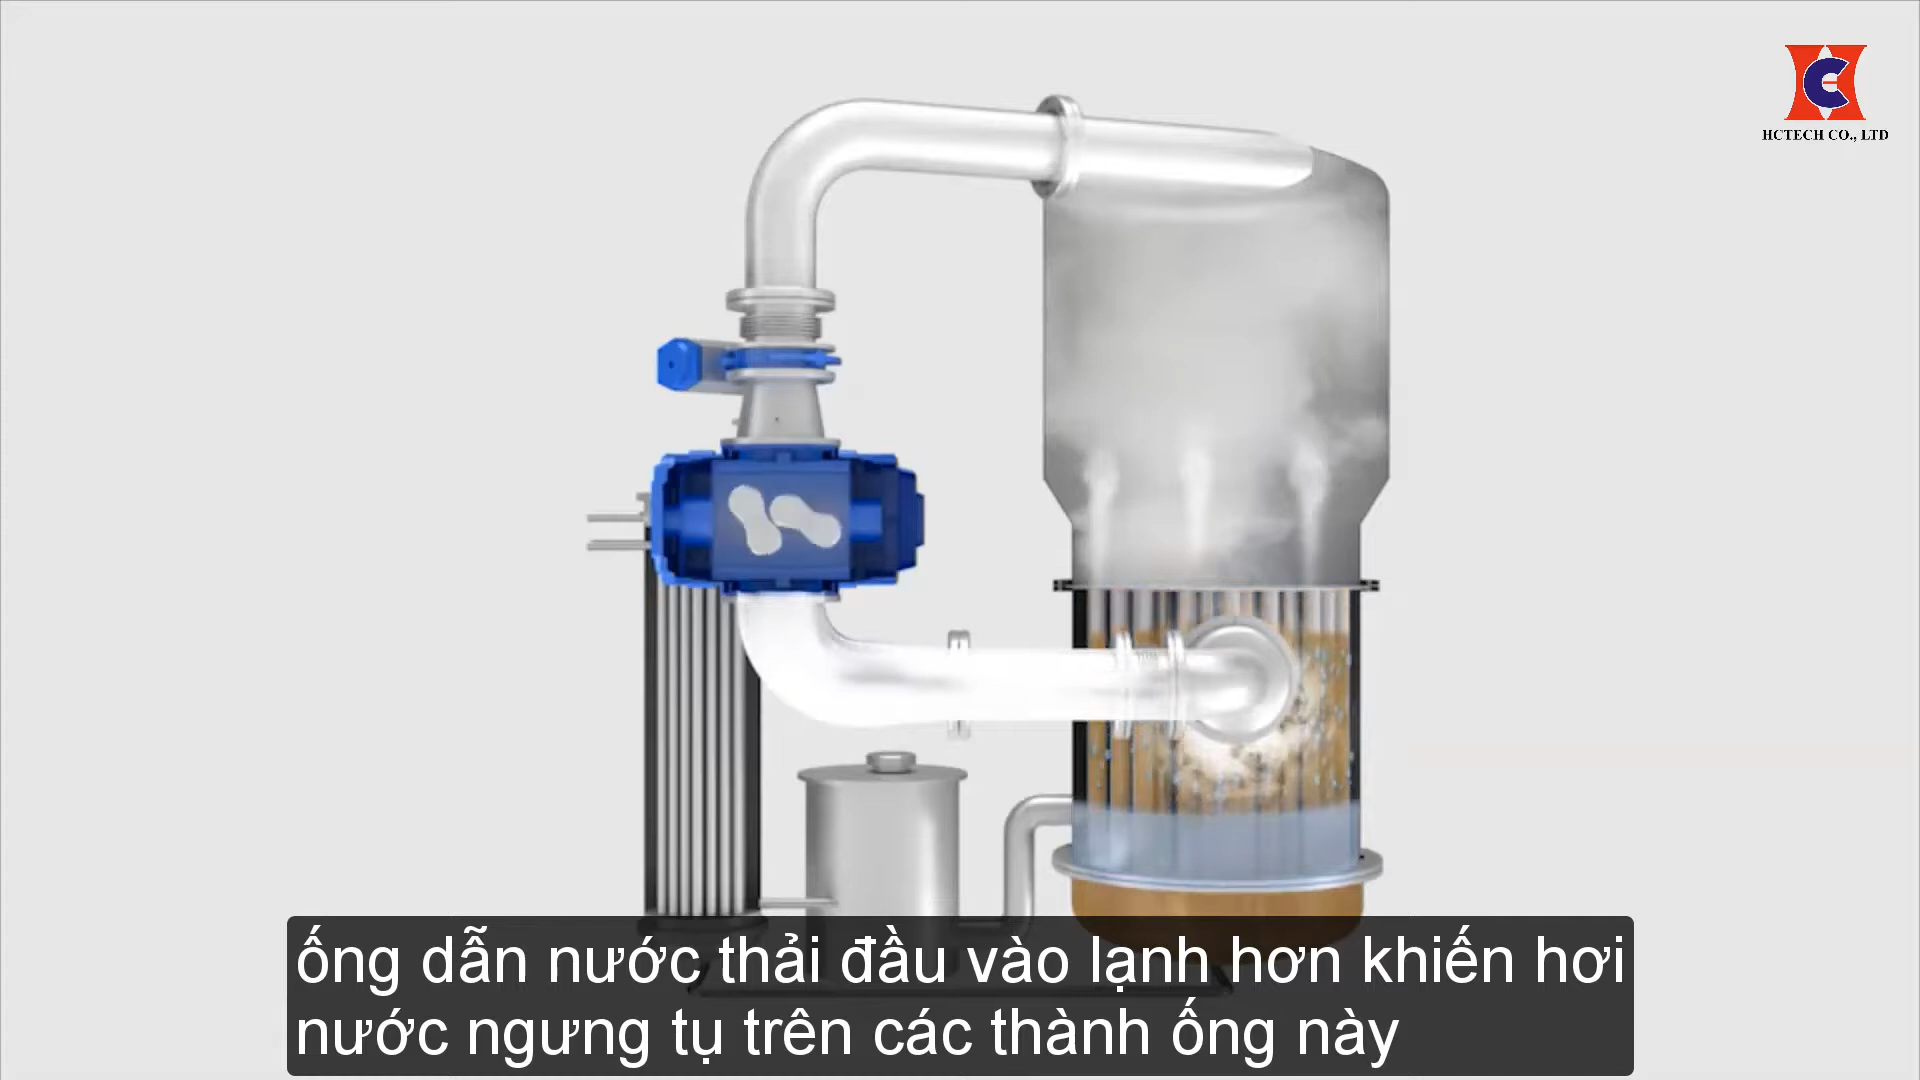 HCTECH CO., LTD
ống dẫn nước thải đầu vào lạnh hơn khiến hơi
nước ngưng tụ trên các thành ống này